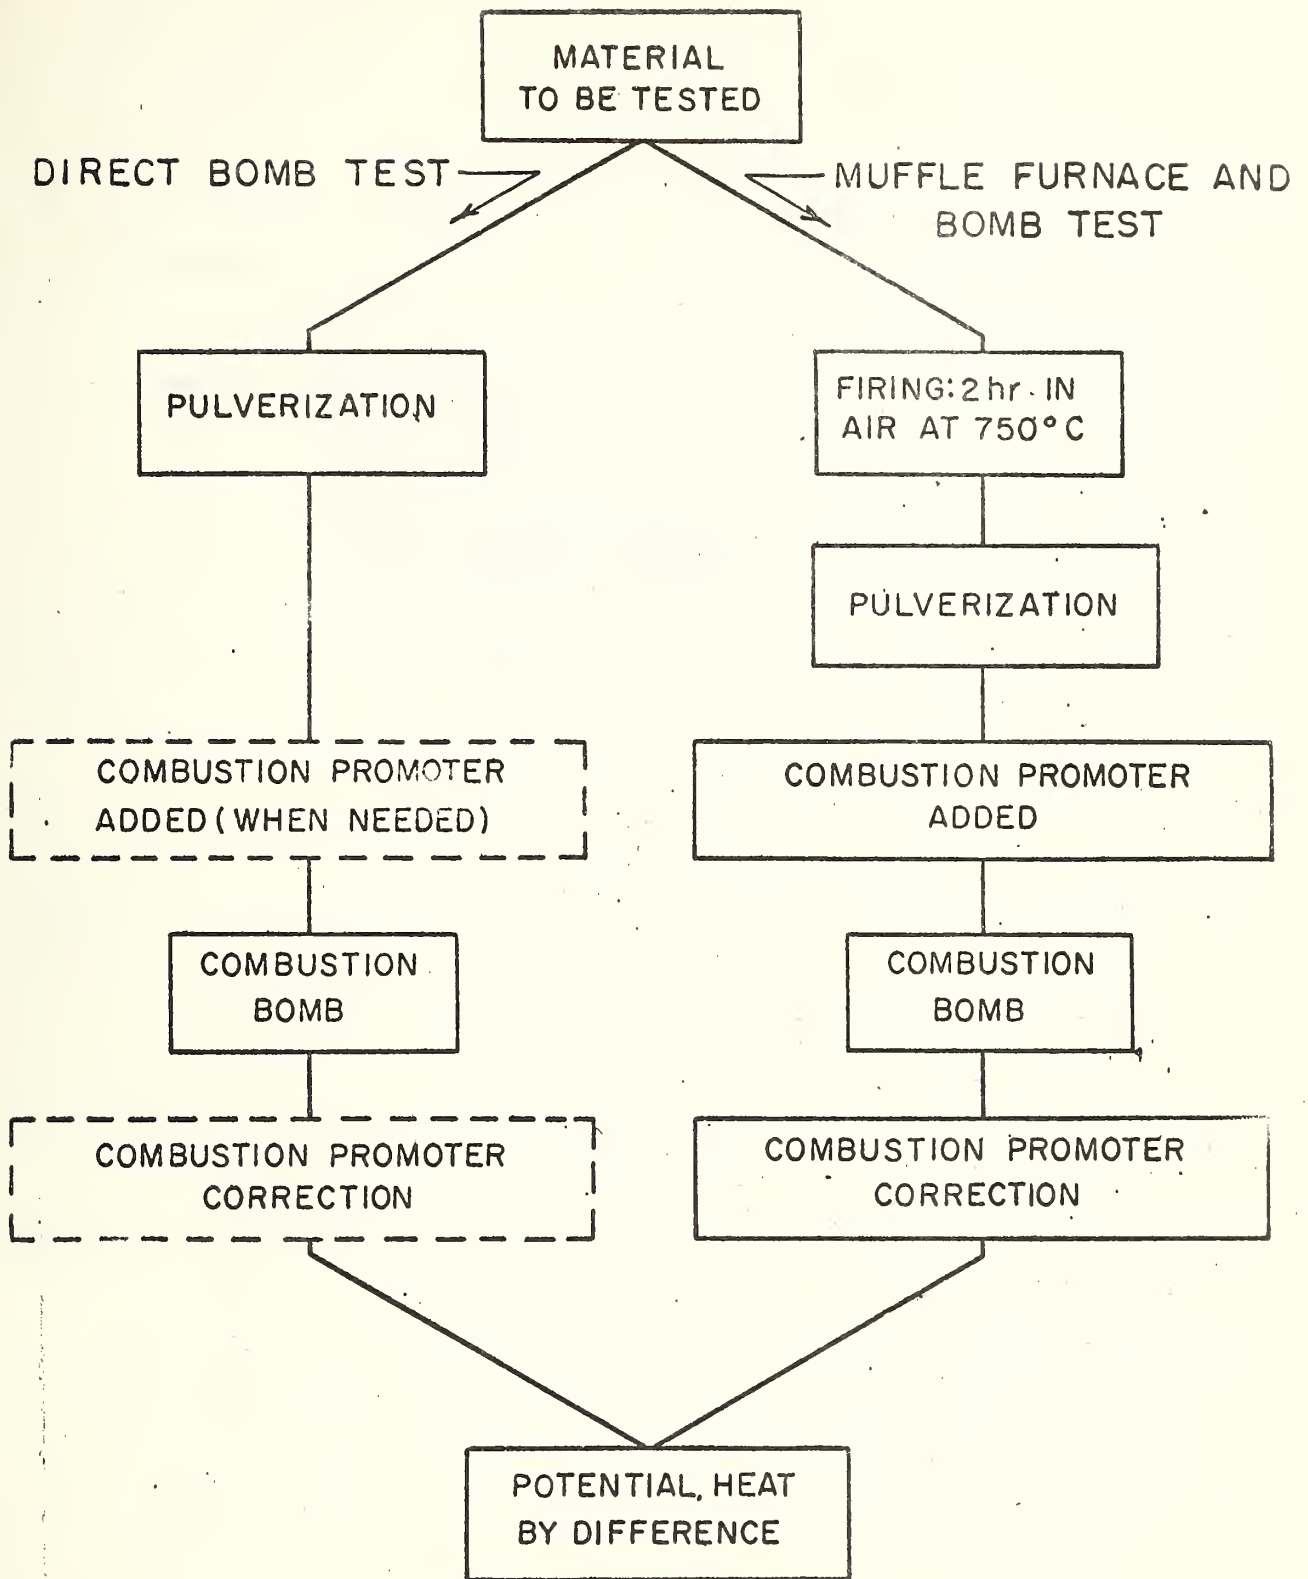 MATERIAL
TO BE TESTED
DIRECT BOMB TEST
MUFFLE FURNACE AND
BOMB TEST
PULVERIZATION
FIRING: 2 hr. IN
AIR AT 750°C
PULVERIZATION
COMBUSTION PROMOTER
ADDED (WHEN NEEDED)
COMBUSTION PROMOTER
ADDED
COMBUSTION
BOMB
COMBUSTION
BOMB
COMBUSTION PROMOTER
CORRECTION
COMBUSTION PROMOTER
CORRECTION
POTENTIAL HEAT
BY DIFFERENCE